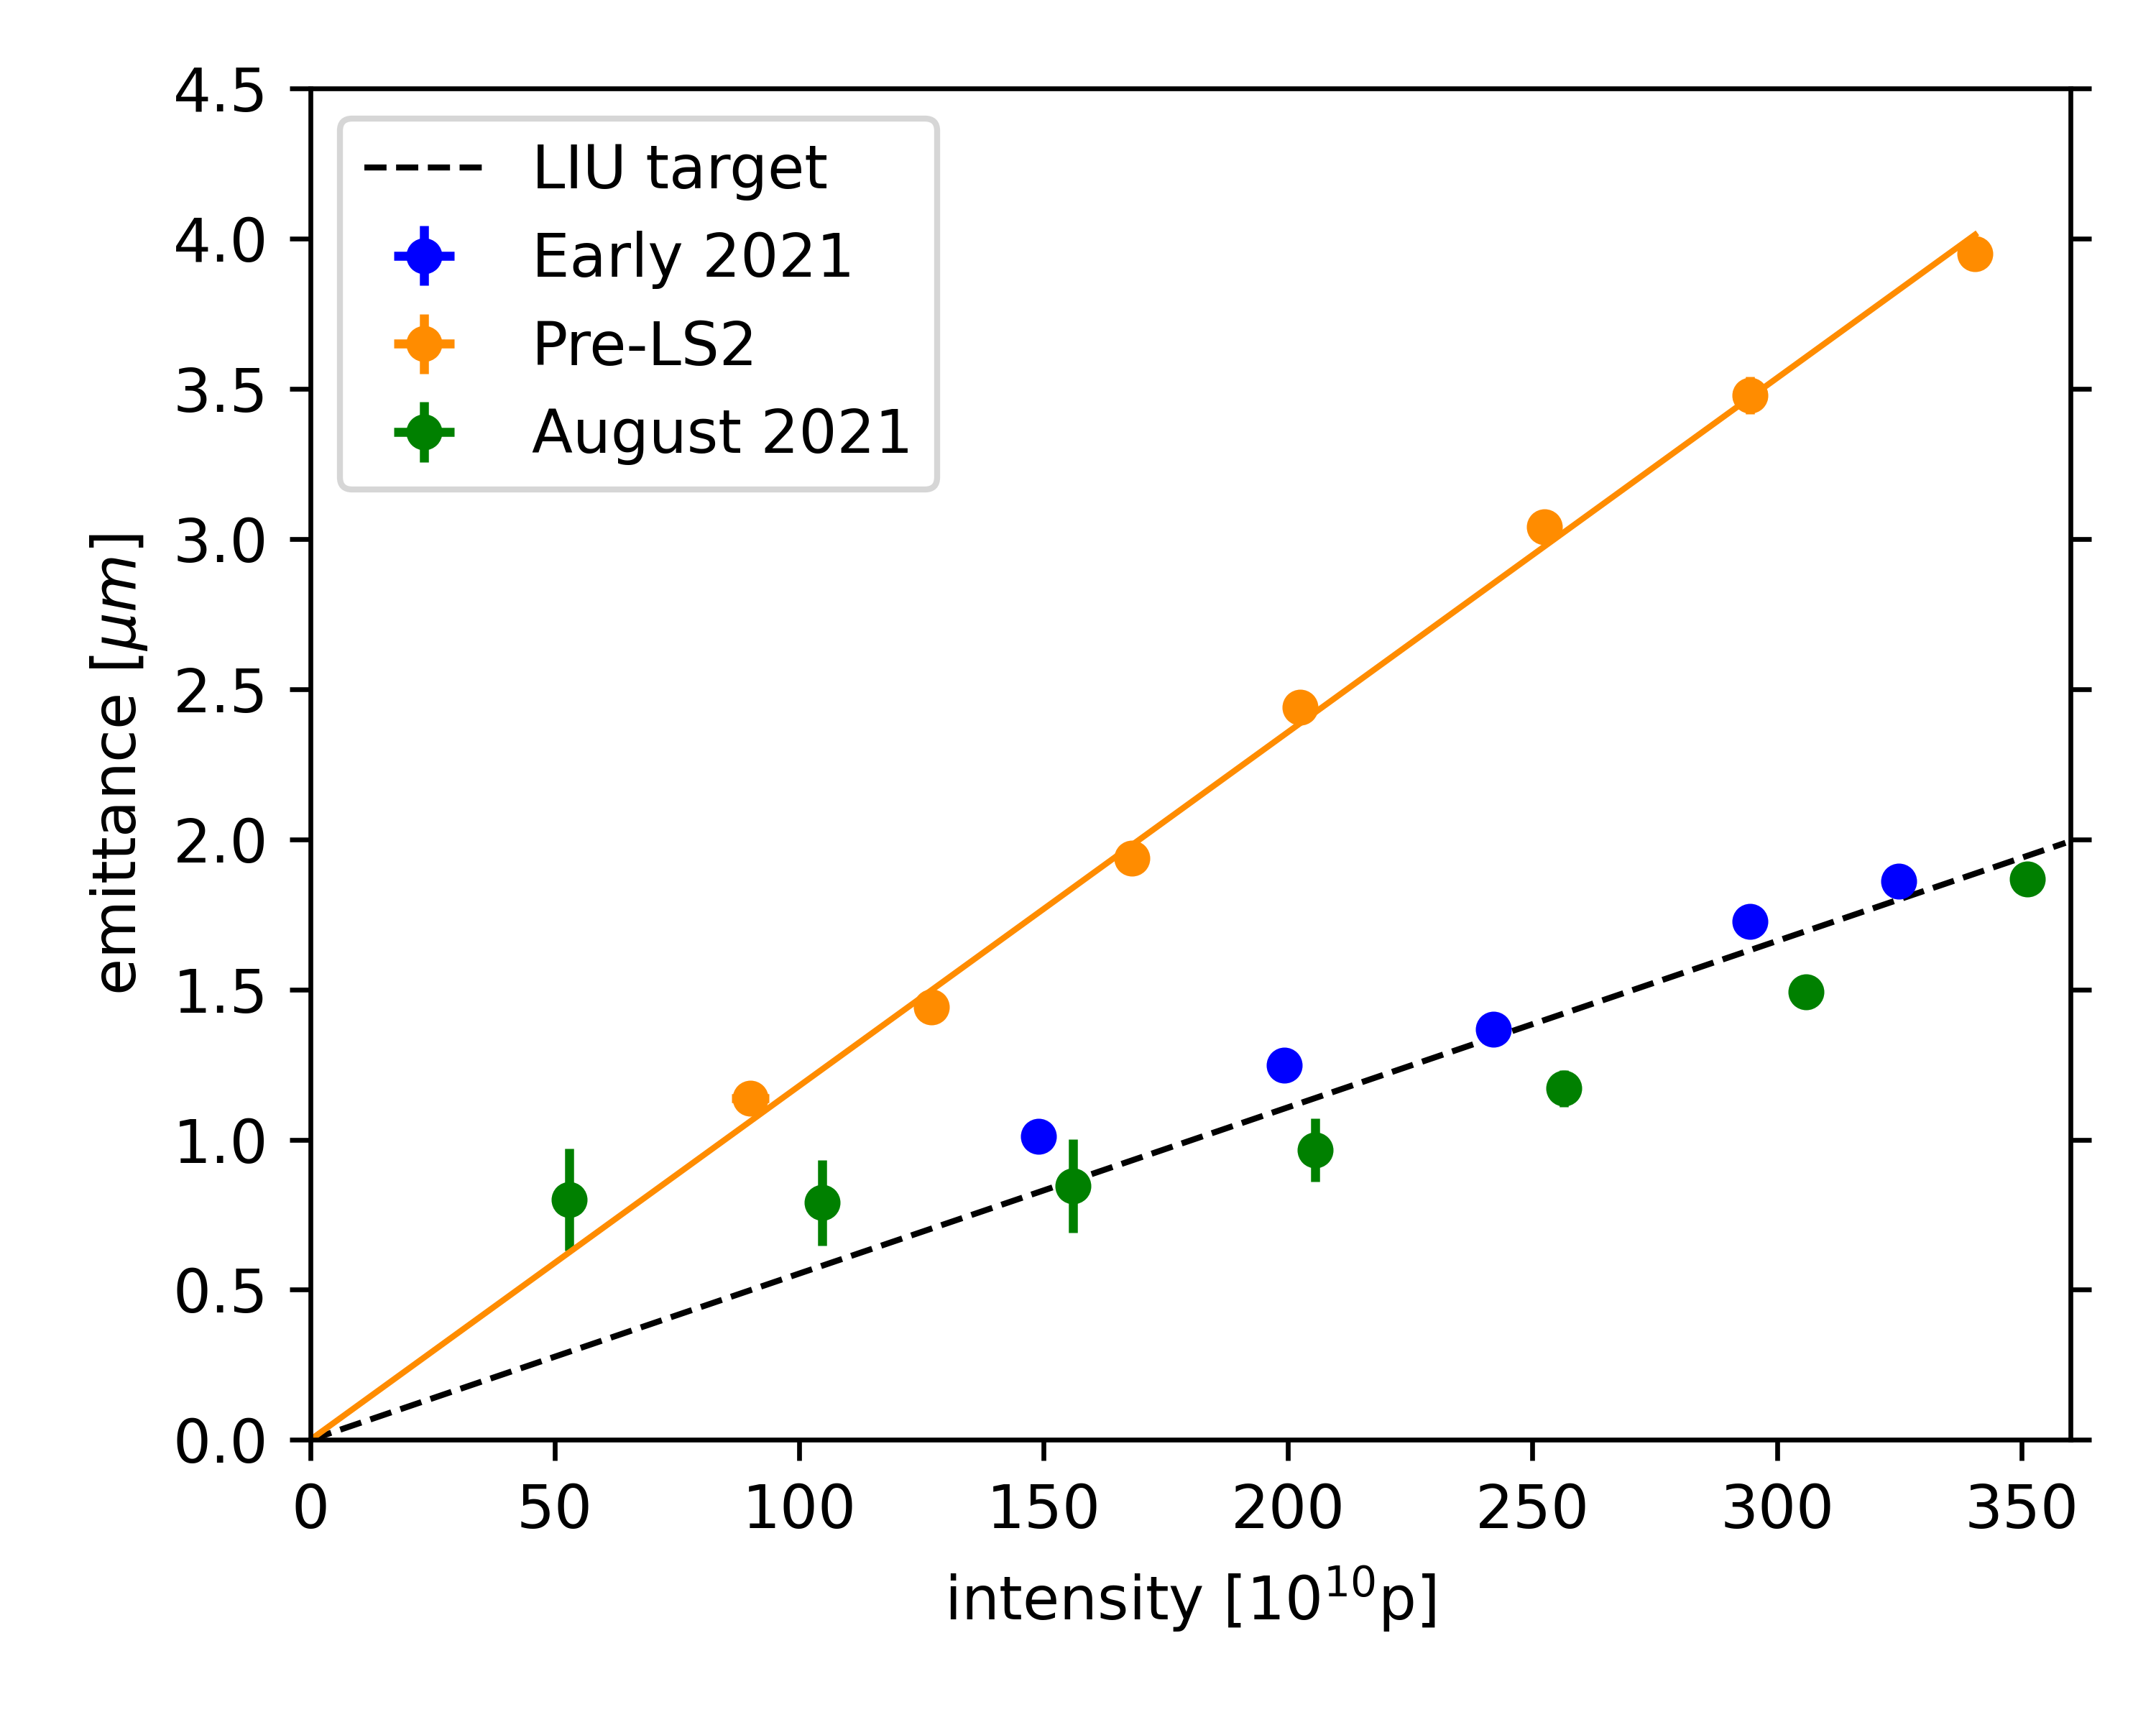 4.5
4.0
3.5
3.0
2.5
2.0
1.5
1.0
0.5
0.0
emittance [μm]
LIU target
Early 2021
Pre-LS2
August 2021
0 50 100 150 200 250 300 350
intensity [10¹⁰p]